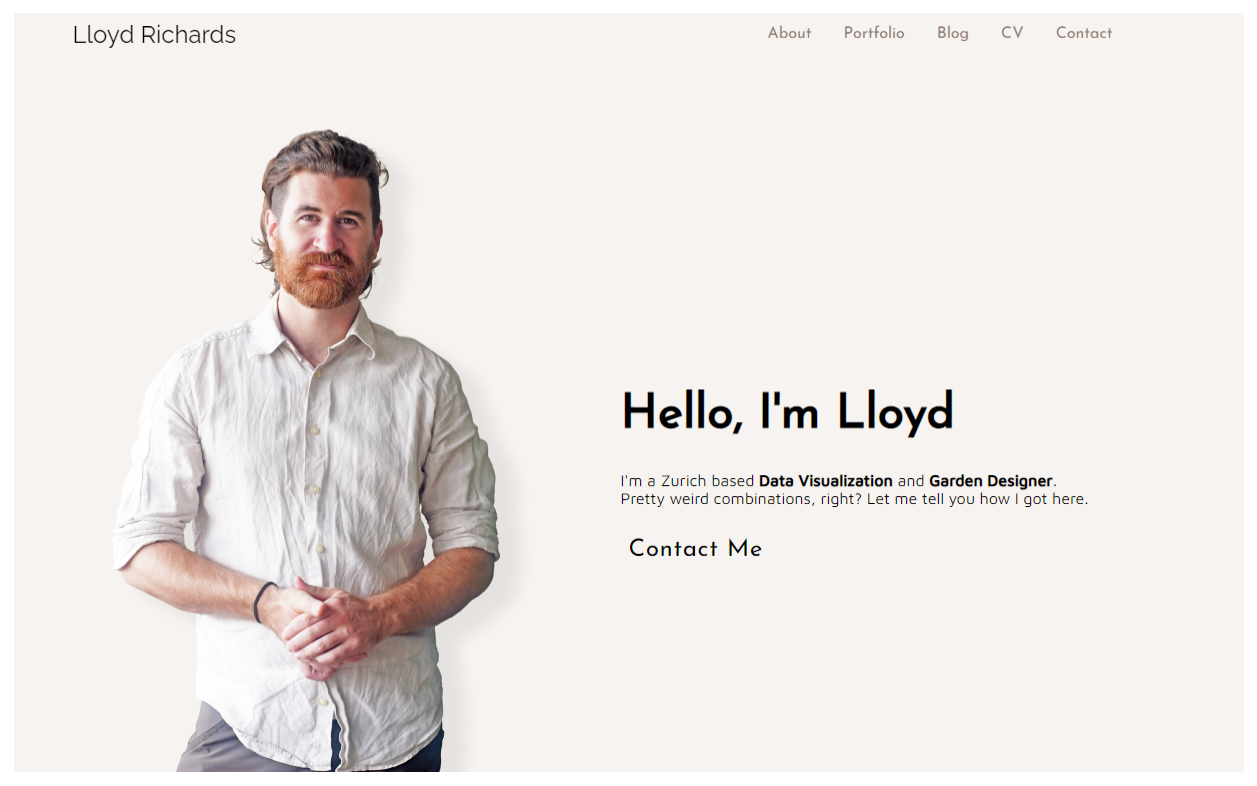 Lloyd Richards
About Portfolio Blog CV Contact
Hello, I'm Lloyd
I'm a Zurich based Data Visualization and Garden Designer.
Pretty weird combinations, right? Let me tell you how I got here.
Contact Me